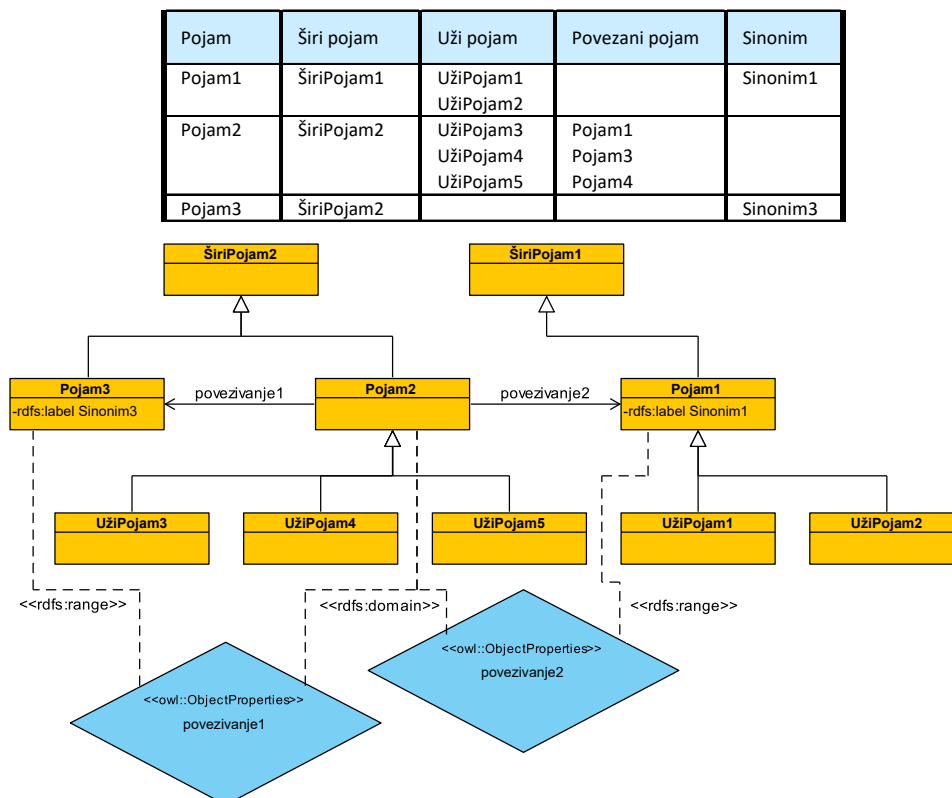 Pojam Širi pojam Uži pojam Povezani pojam Sinonim
Pojam1 ŠiriPojam1 UžiPojam1 Sinonim1
UžiPojam2
Pojam2 ŠiriPojam2 UžiPojam3 Pojam1
UžiPojam4 Pojam3
UžiPojam5 Pojam4
Pojam3 ŠiriPojam2 Sinonim3
ŠiriPojam2 ŠiriPojam1
Pojam3 povezivanje1 Pojam2 povezivanje2 Pojam1
-rdfs:label Sinonim3 -rdfs:label Sinonim1
UžiPojam3 UžiPojam4 UžiPojam5 UžiPojam1 UžiPojam2
<<rdfs:range>> <<rdfs:domain>> <<rdfs:range>>
<<owl::ObjectProperties>>
povezivanje2
<<owl::ObjectProperties>>
povezivanje1